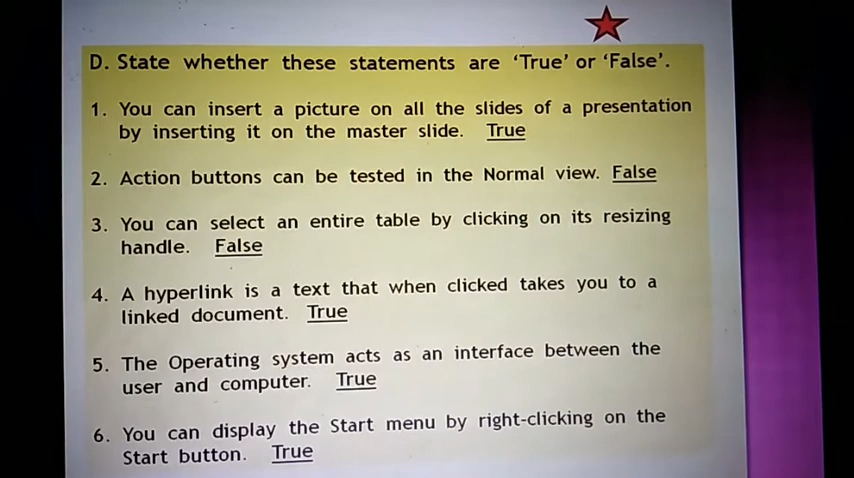 D. State whether these statements are ‘True’ or ‘False’.
1. You can insert a picture on all the slides of a presentation
by inserting it on the master slide. True
2. Action buttons can be tested in the Normal view. False
3. You can select an entire table by clicking on its resizing
handle. False
4. A hyperlink is a text that when clicked takes you to a
linked document. True
5. The Operating system acts as an interface between the
user and computer. True
6. You can display the Start menu by right-clicking on the
Start button. True